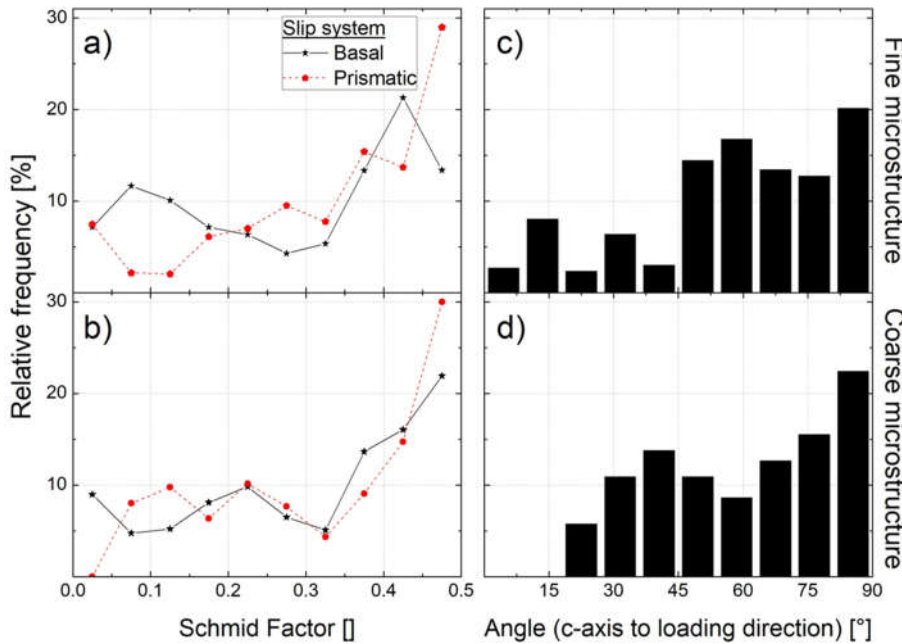 a)
Slip system
Basal
Prismatic
c)
Fine microstructure
30
20
10
0
Relative frequency [%]
b)
d)
Coarse microstructure
30
20
10
0
0.0 0.1 0.2 0.3 0.4 0.5
15 30 45 60 75 90
Schmid Factor []
Angle (c-axis to loading direction) [°]